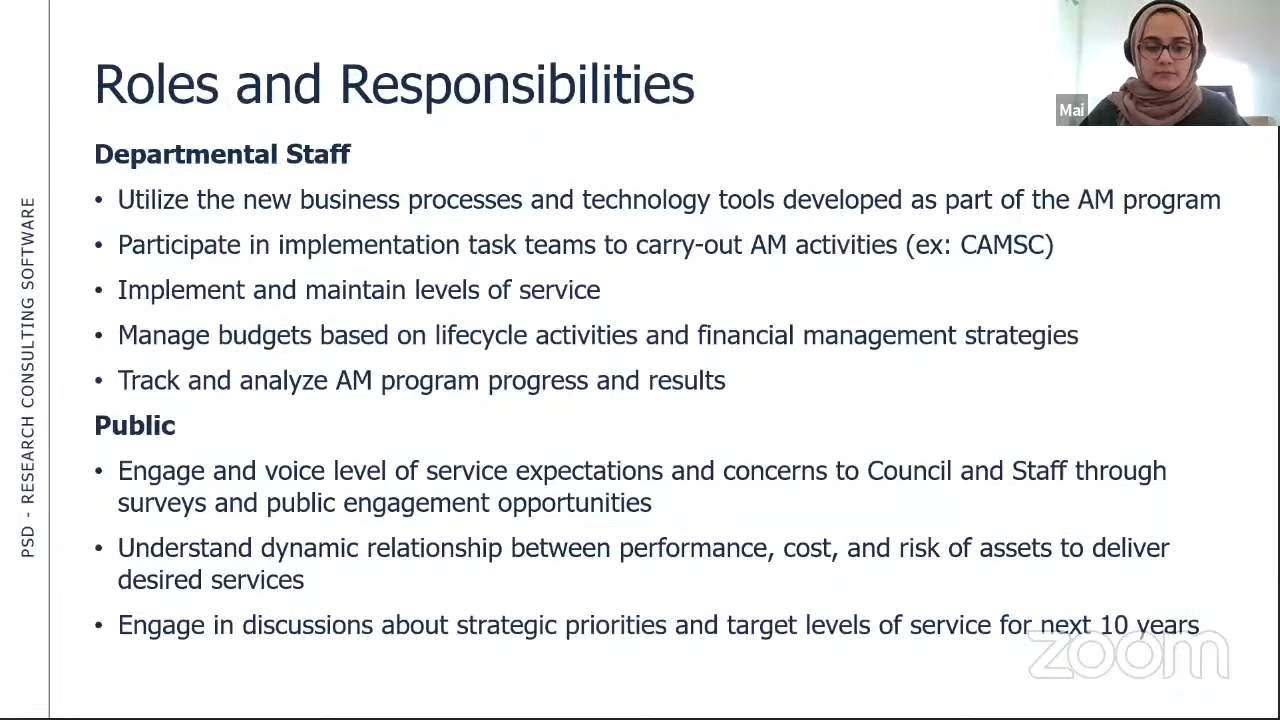 Roles and Responsibilities
Mai
Departmental Staff
• Utilize the new business processes and technology tools developed as part of the AM program
• Participate in implementation task teams to carry-out AM activities (ex: CAMSC)
• Implement and maintain levels of service
• Manage budgets based on lifecycle activities and financial management strategies
• Track and analyze AM program progress and results
Public
• Engage and voice level of service expectations and concerns to Council and Staff through
surveys and public engagement opportunities
• Understand dynamic relationship between performance, cost, and risk of assets to deliver
desired services
• Engage in discussions about strategic priorities and target levels of service for next 10 years
zoom
PSD - RESEARCH CONSULTING SOFTWARE